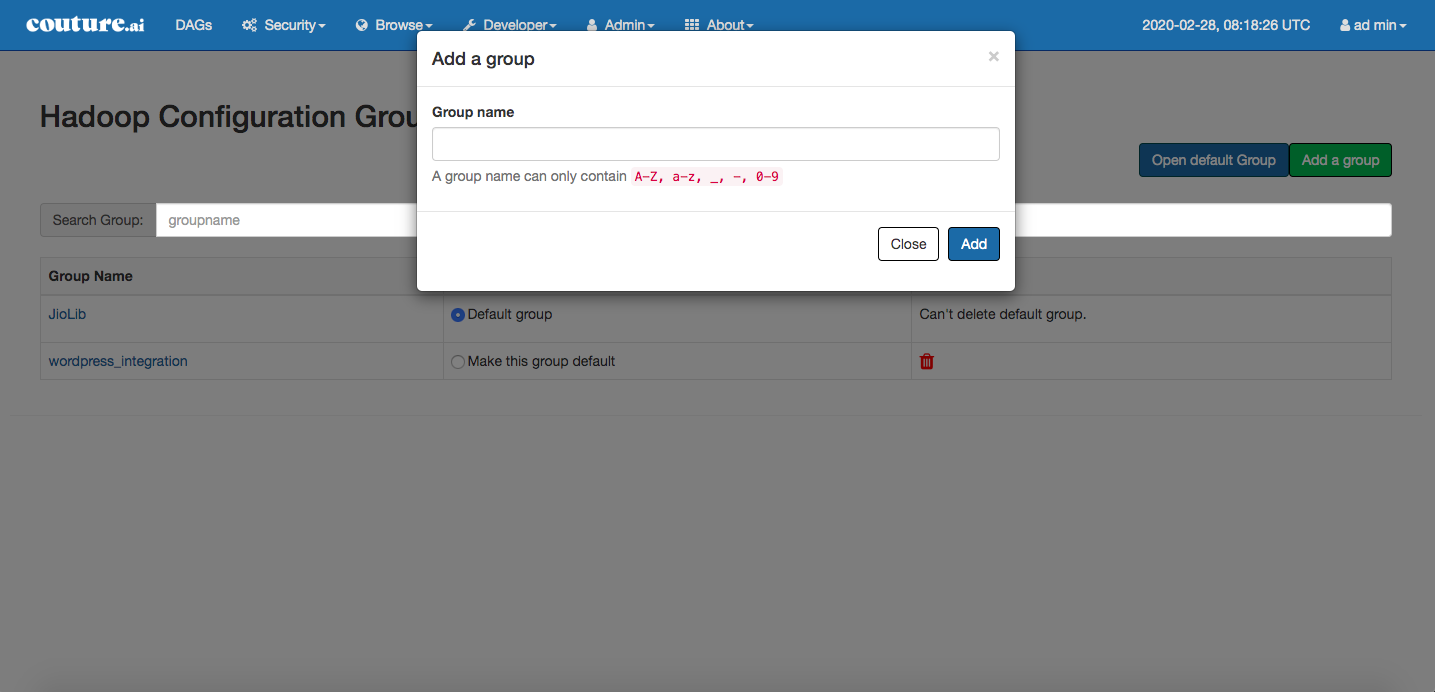 couture.ai DAGs Security Browse Developer Admin About 2020-02-28, 08:18:26 UTC ad min
Add a group ×
Group name
A group name can only contain A-Z, a-z, _, -, 0-9
Close Add
Hadoop Configuration Grou
Open default Group Add a group
Search Group: groupname
Group Name
JioLib Default group Can't delete default group.
wordpress_integration Make this group default